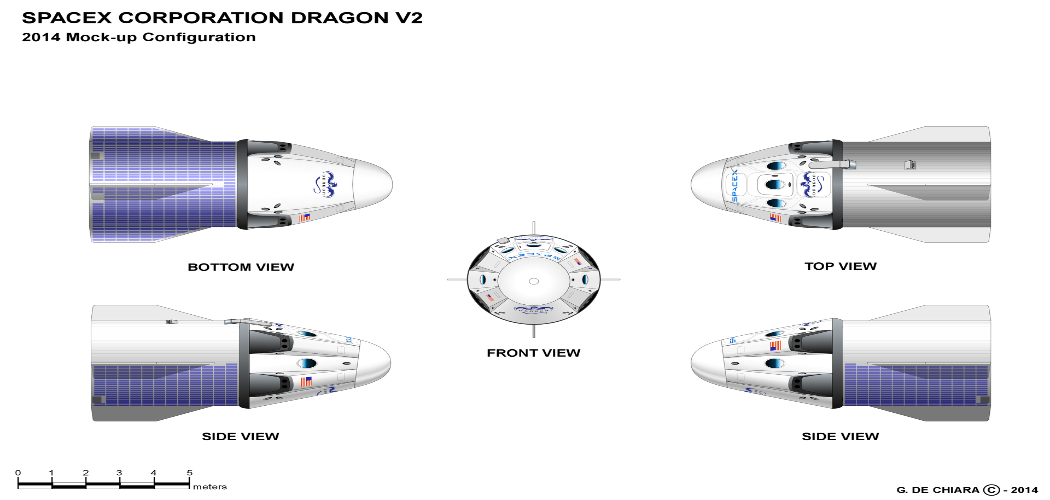 SPACEX CORPORATION DRAGON V2
2014 Mock-up Configuration
BOTTOM VIEW
SPACEX
TOP VIEW
FRONT VIEW
SIDE VIEW
SIDE VIEW
0 1 2 3 4 5
meters
G. DE CHIARA © - 2014